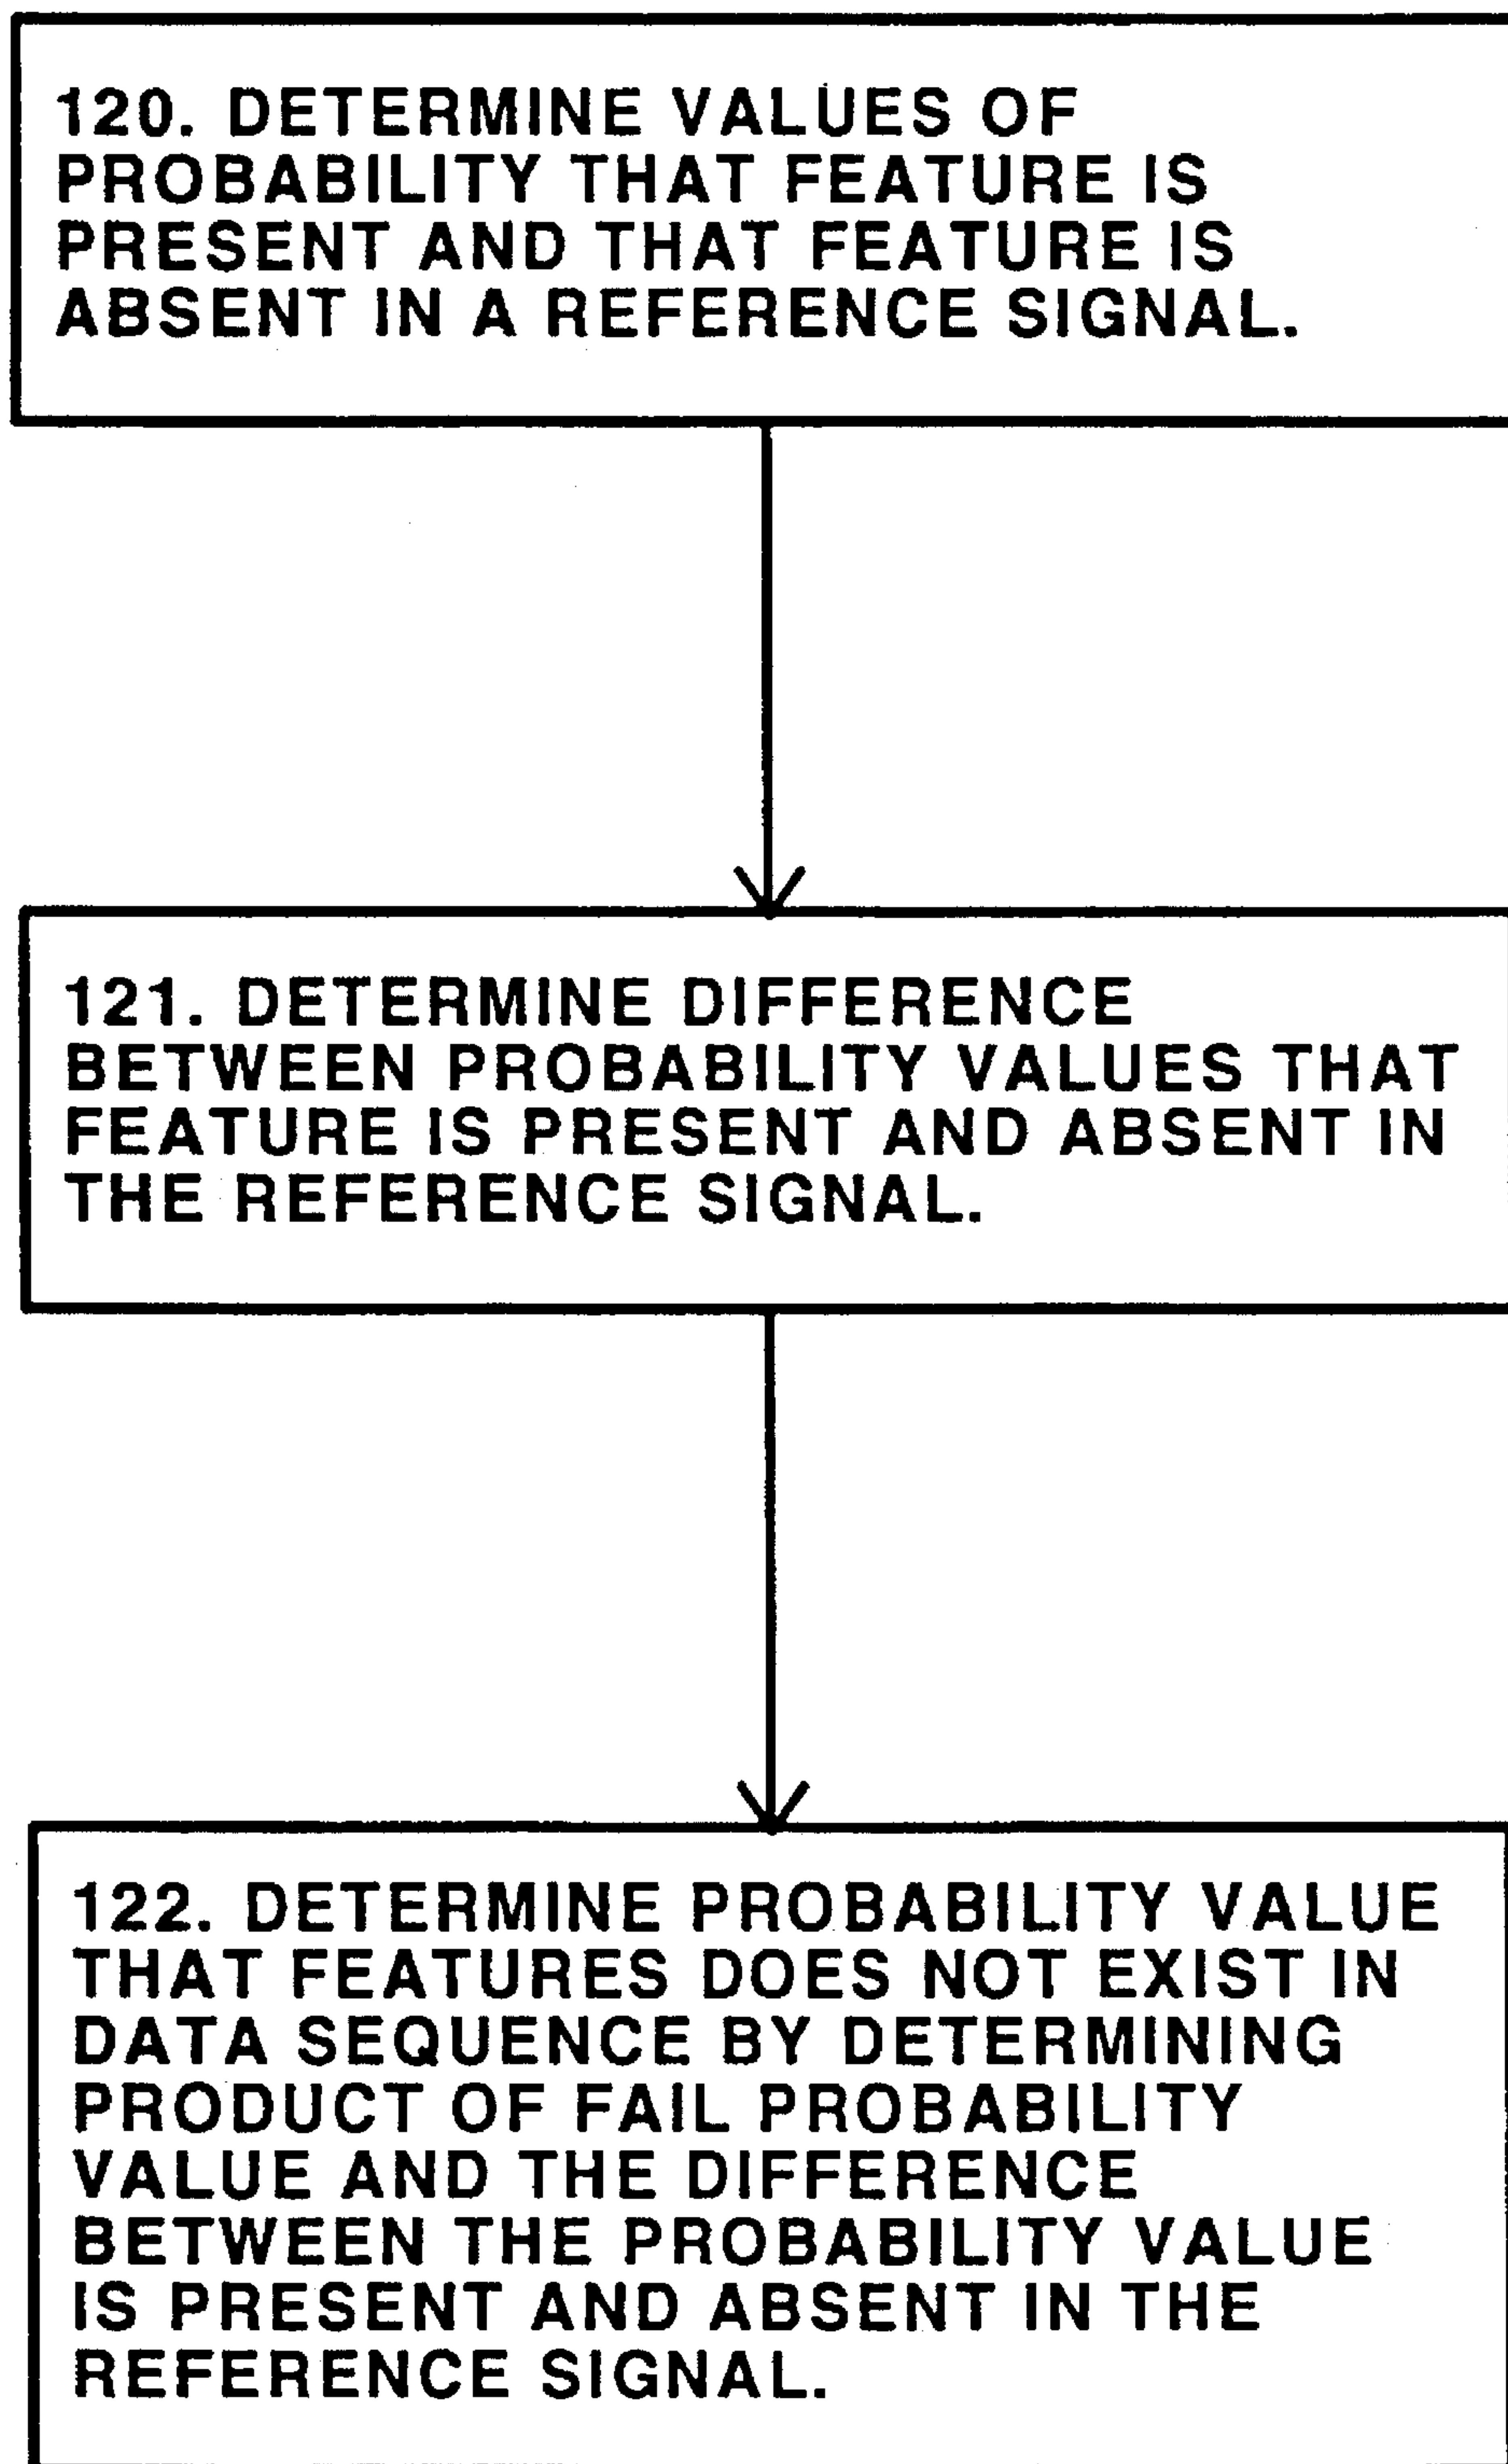 120. DETERMINE VALUES OF
PROBABILITY THAT FEATURE IS
PRESENT AND THAT FEATURE IS
ABSENT IN A REFERENCE SIGNAL.
121. DETERMINE DIFFERENCE
BETWEEN PROBABILITY VALUES THAT
FEATURE IS PRESENT AND ABSENT IN
THE REFERENCE SIGNAL.
122. DETERMINE PROBABILITY VALUE
THAT FEATURES DOES NOT EXIST IN
DATA SEQUENCE BY DETERMINING
PRODUCT OF FAIL PROBABILITY
VALUE AND THE DIFFERENCE
BETWEEN THE PROBABILITY VALUE
IS PRESENT AND ABSENT IN THE
REFERENCE SIGNAL.